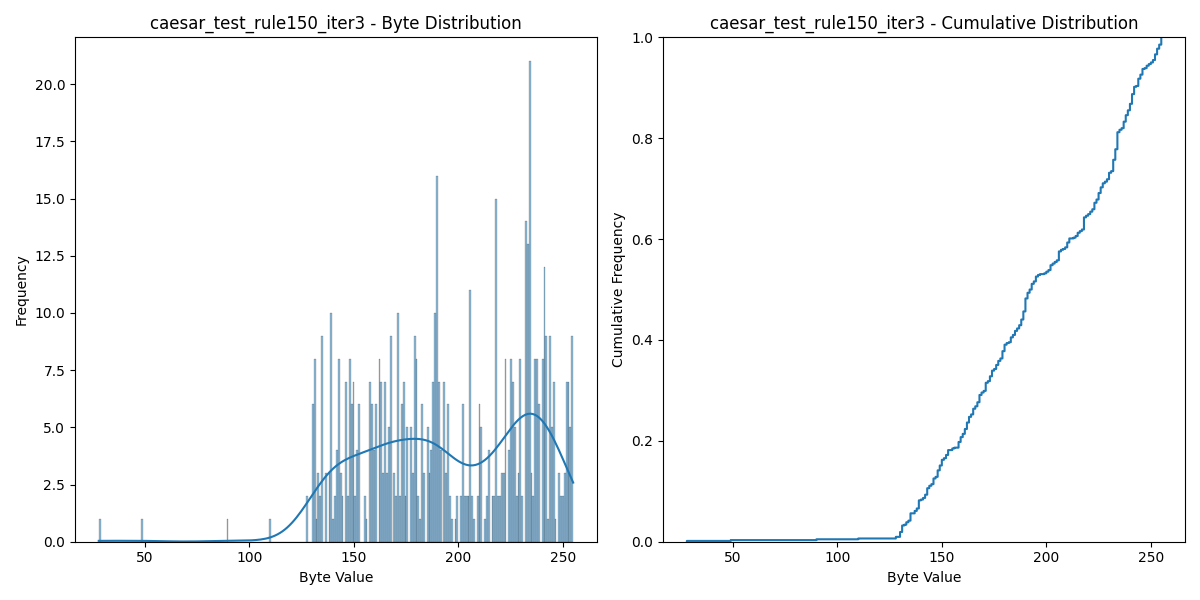 caesar_test_rule150_iter3 - Byte Distribution
Frequency
20.0
17.5
15.0
12.5
10.0
7.5
5.0
2.5
0.0
50 100 150 200 250
Byte Value
caesar_test_rule150_iter3 - Cumulative Distribution
Cumulative Frequency
1.0
0.8
0.6
0.4
0.2
0.0
50 100 150 200 250
Byte Value